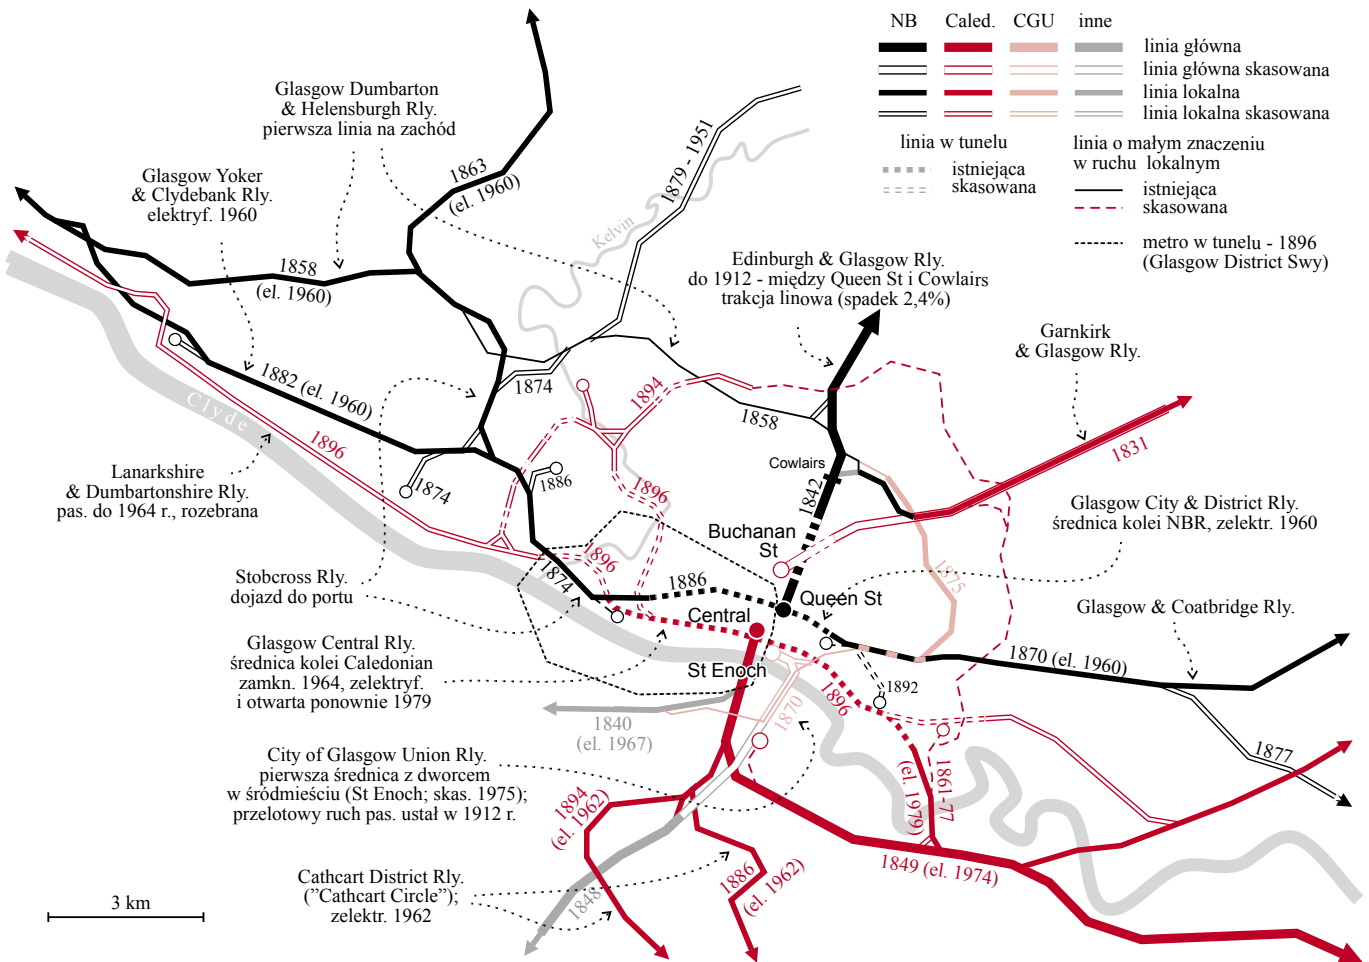 NB Caled. CGU inne
linia główna
linia główna skasowana
linia lokalna
linia lokalna skasowana
linia w tunelu
istniejąca
skasowana
linia o małym znaczeniu
w ruchu lokalnym
istniejąca
skasowana
metro w tunelu - 1896
(Glasgow District Swy)
Glasgow Dumbarton
& Helensburgh Rly.
pierwsza linia na zachód
Glasgow Yoker
& Clydebank Rly.
elektryf. 1960
1863
(el. 1960)
1879 - 1951
Kelvin
1858
(el. 1960)
Edinburgh & Glasgow Rly.
do 1912 - między Queen St i Cowlairs
trakcja linowa (spadek 2,4%)
Garnkirk
& Glasgow Rly.
1882 (el. 1960)
1874
1894
1858
Clyde
1896
1831
Lanarkshire
& Dumbartonshire Rly.
pas. do 1964 r., rozebrana
1874
1886
1896
Cowlairs
1842
Glasgow City & District Rly.
średnica kolei NBR, zelektr. 1960
Buchanan
St
Stobcross Rly.
dojazd do portu
1874
1896
1886
1875
Queen St
Central
Glasgow & Coatbridge Rly.
Glasgow Central Rly.
średnica kolei Caledonian
zamkn. 1964, zelektryf.
i otwarta ponownie 1979
St Enoch
1870 (el. 1960)
1892
1896
1870
1840
(el. 1967)
1877
City of Glasgow Union Rly.
pierwsza średnica z dworcem
w śródmieściu (St Enoch; skas. 1975);
przelotowy ruch pas. ustał w 1912 r.
1894
(el. 1962)
(el. 1979)
1861-77
1849 (el. 1974)
Cathcart District Rly.
("Cathcart Circle");
zelektr. 1962
1848
1886
(el. 1962)
3 km